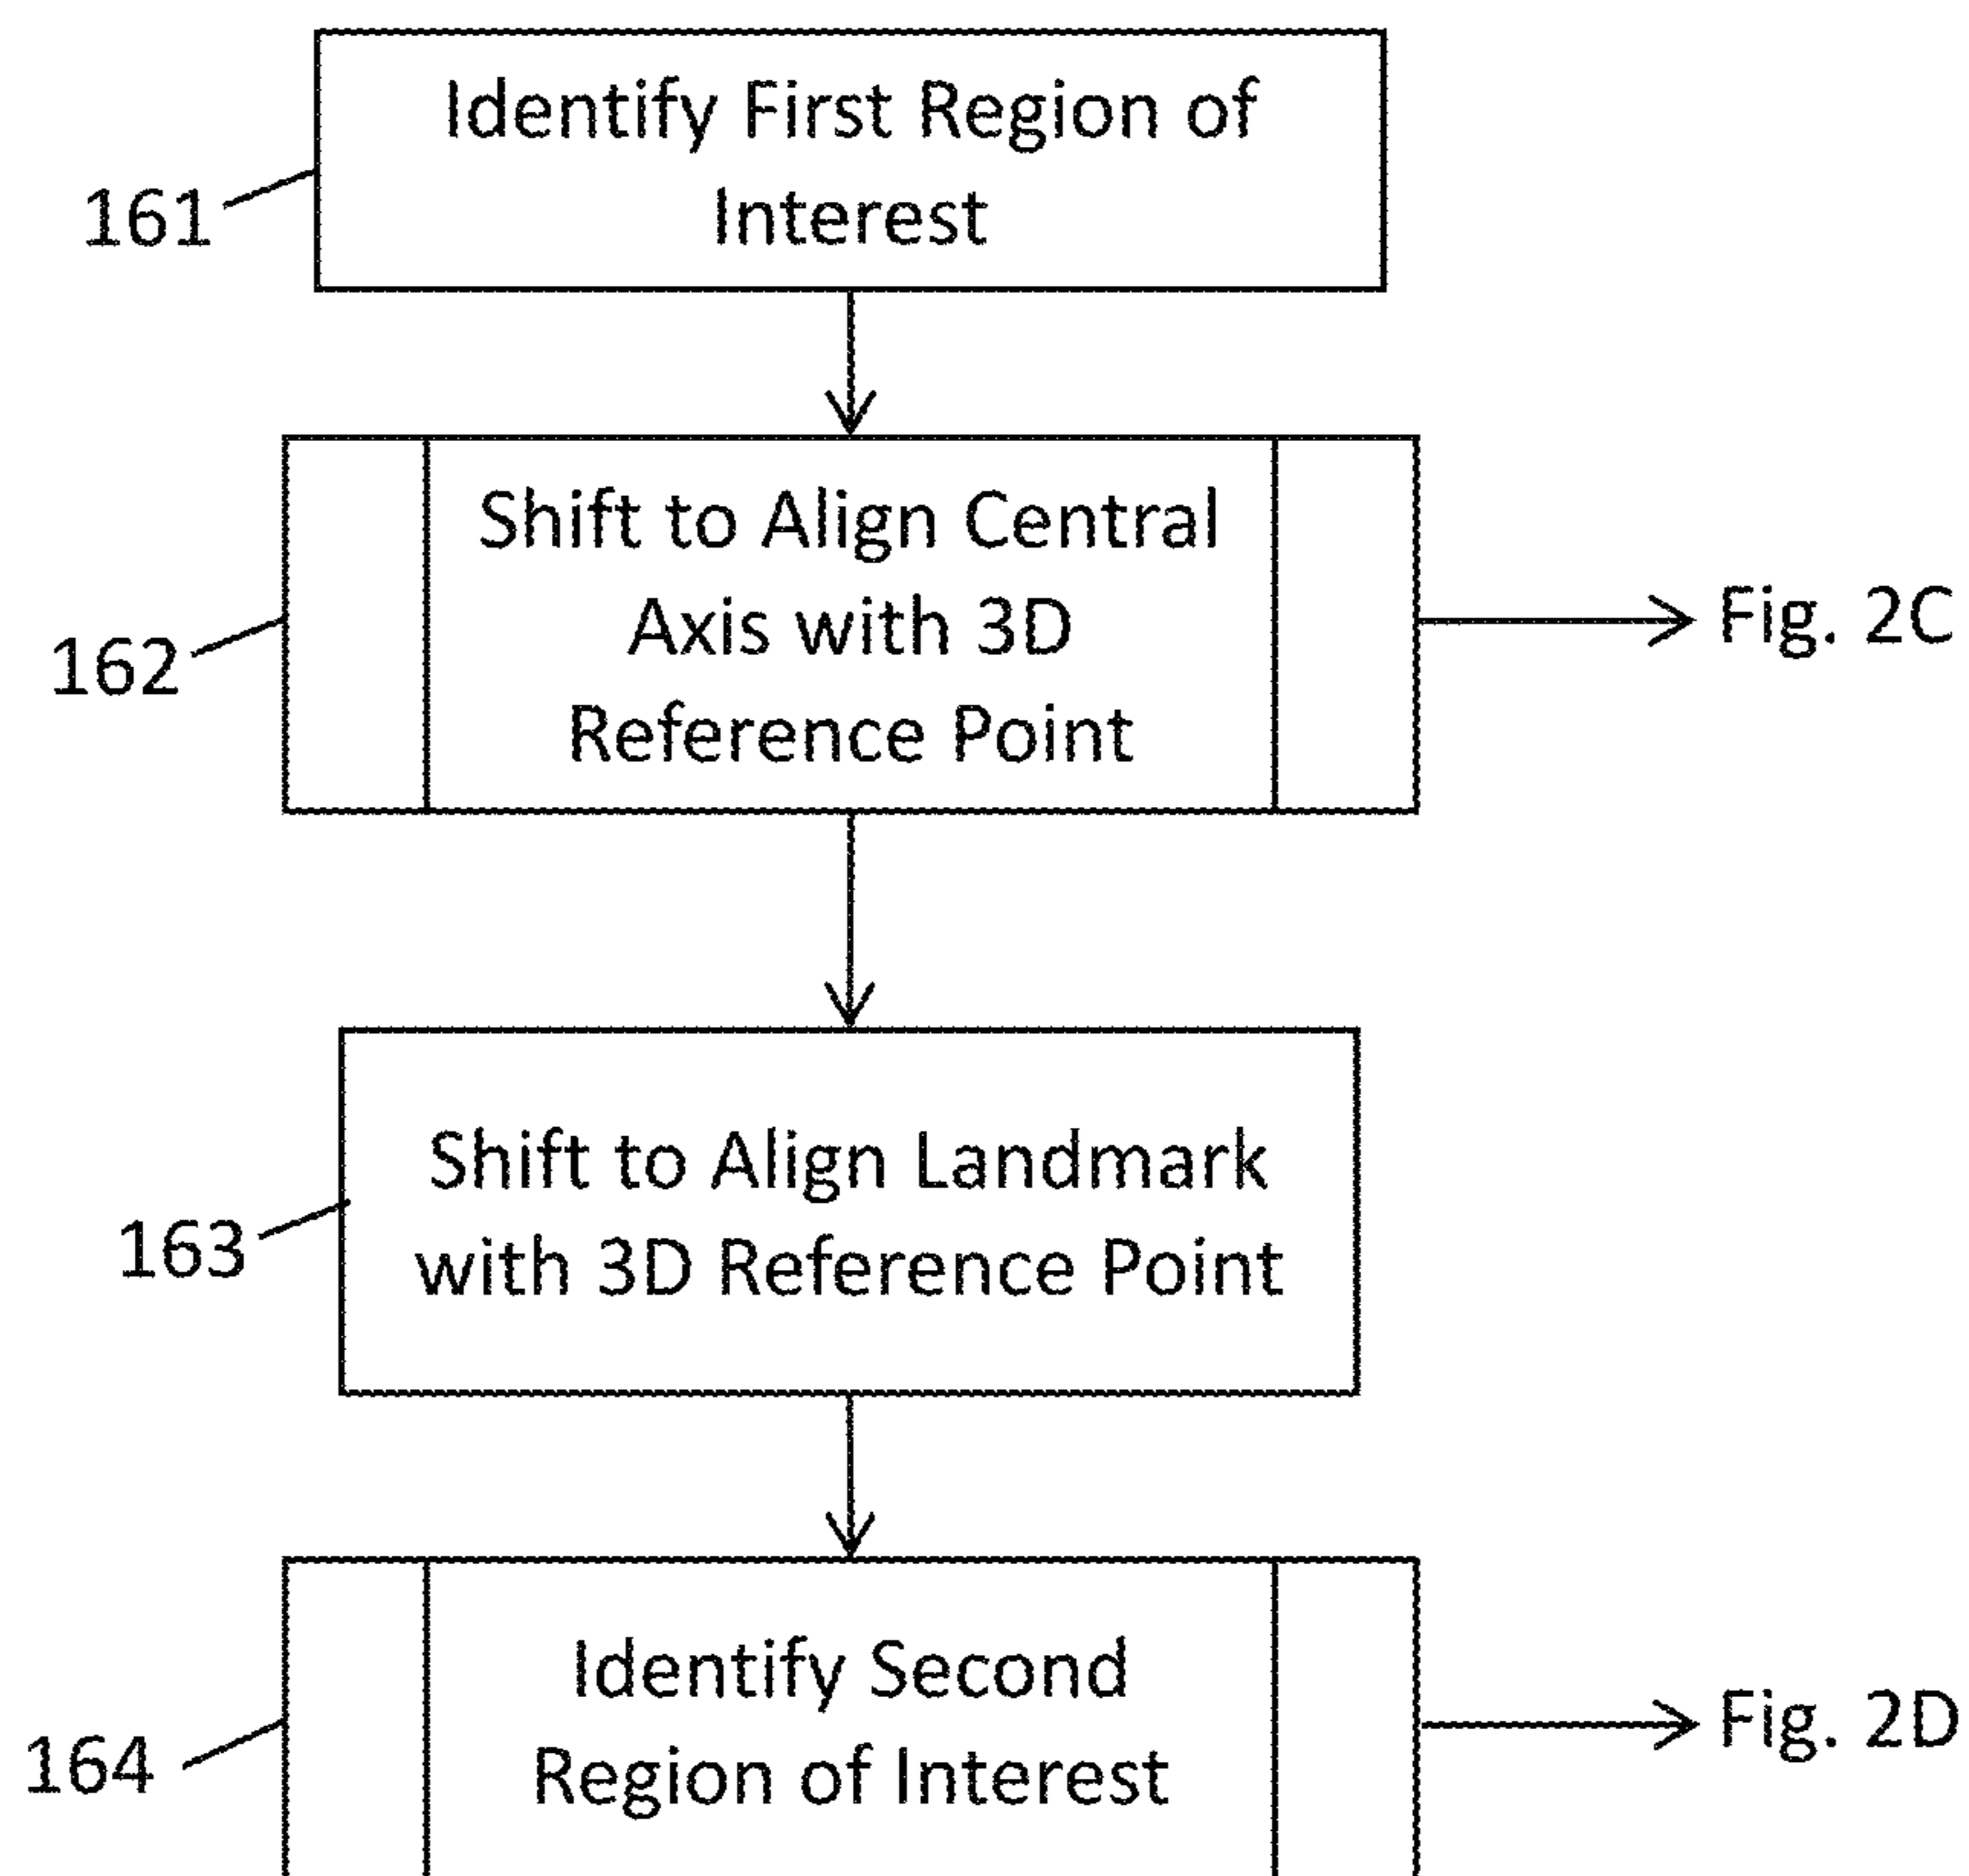 Identify First Region of
Interest
161
Shift to Align Central
Axis with 3D
Reference Point
162
Fig. 2C
Shift to Align Landmark
with 3D Reference Point
163
Identify Second
Region of Interest
164
Fig. 2D